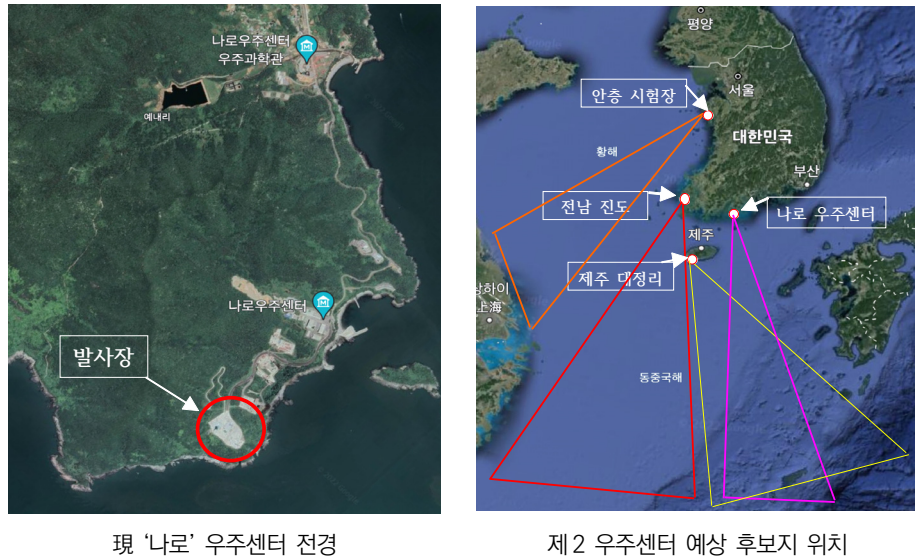 나로우주센터
우주과학관
예내리
나로우주센터
발사장
평양
서울
안흥 시험장
대한민국
황해
부산
전남 진도
나로 우주센터
제주
제주 대정리
상하이
上海
동중국해
現 ‘나로’ 우주센터 전경
제2 우주센터 예상 후보지 위치